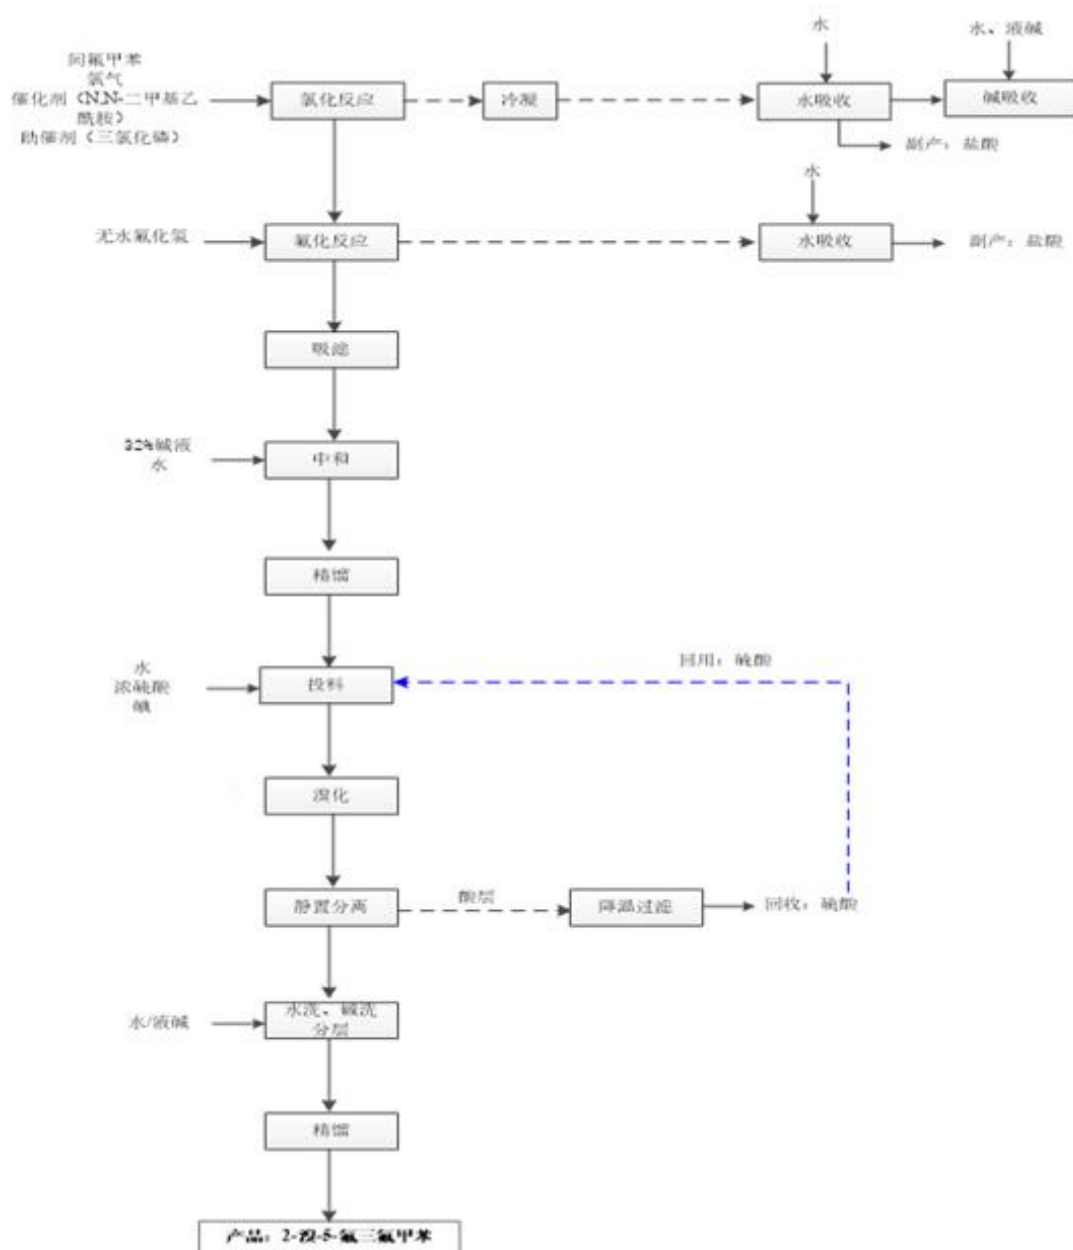 间氟甲苯
氯气
催化剂（N,N-二甲基乙
酰胺）
助催剂（三氯化磷）
氯化反应
冷凝
水
水吸收
水、液碱
碱吸收
副产：盐酸
无水氟化氢
氟化反应
水
水吸收
副产：盐酸
吸滤
32%碱液
水
中和
精馏
水
浓硫酸
投料
回用：硫酸
溴化
静置分离
酸层
降温过滤
回收：硫酸
水/液碱
水洗、碱洗
分层
精馏
产品：2-溴-5-氟三氟甲苯